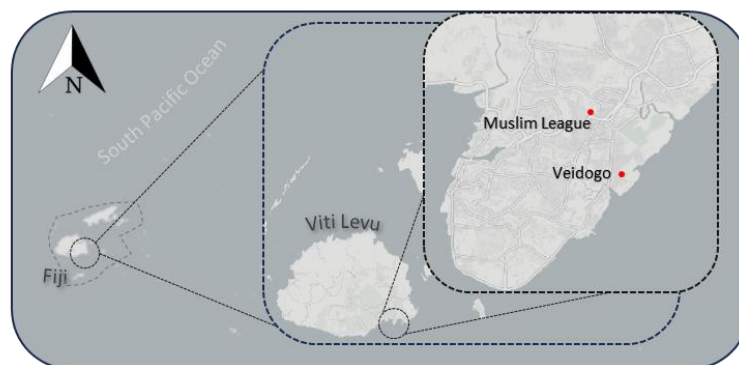 N
South Pacific Ocean
Fiji
Viti Levu
Muslim League
Veidogo